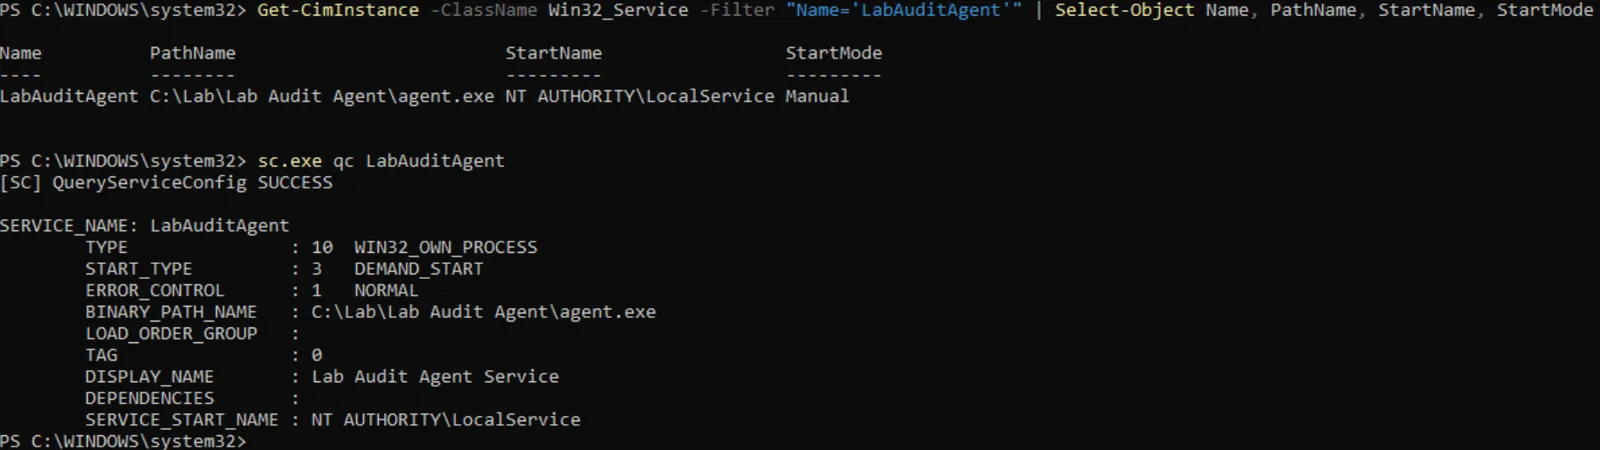 PS C:\WINDOWS\system32> Get-CimInstance -ClassName Win32_Service -Filter "Name='LabAuditAgent'" | Select-Object Name, PathName, StartName, StartMode
Name PathName StartName StartMode
---- -------- --------- ---------
LabAuditAgent C:\Lab\Lab Audit Agent\agent.exe NT AUTHORITY\LocalService Manual
PS C:\WINDOWS\system32> sc.exe qc LabAuditAgent
[SC] QueryServiceConfig SUCCESS
SERVICE_NAME: LabAuditAgent
TYPE : 10 WIN32_OWN_PROCESS
START_TYPE : 3 DEMAND_START
ERROR_CONTROL : 1 NORMAL
BINARY_PATH_NAME : C:\Lab\Lab Audit Agent\agent.exe
LOAD_ORDER_GROUP :
TAG : 0
DISPLAY_NAME : Lab Audit Agent Service
DEPENDENCIES :
SERVICE_START_NAME : NT AUTHORITY\LocalService
PS C:\WINDOWS\system32>